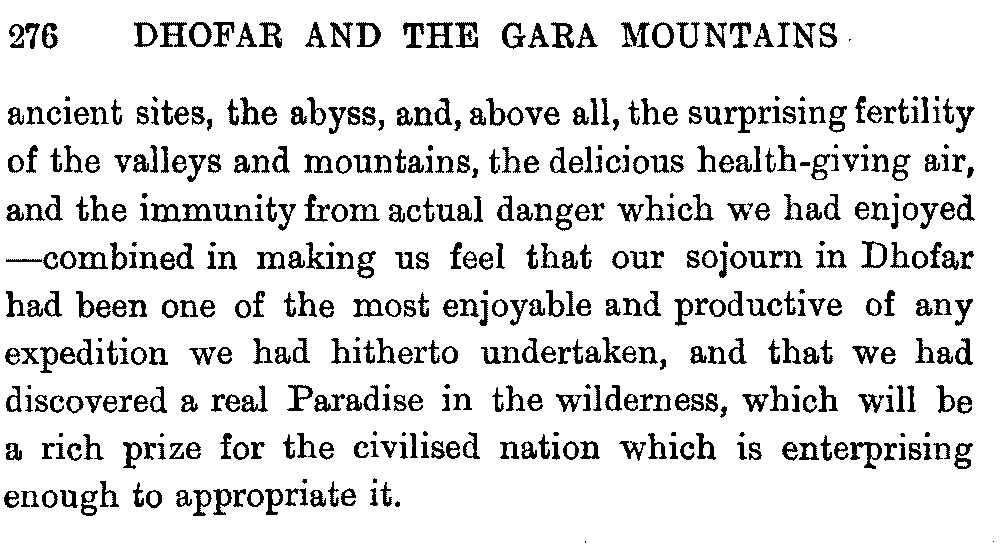 276 DHOFAR AND THE GARA MOUNTAINS
ancient sites, the abyss, and, above all, the surprising fertility
of the valleys and mountains, the delicious health-giving air,
and the immunity from actual danger which we had enjoyed
—combined in making us feel that our sojourn in Dhofar
had been one of the most enjoyable and productive of any
expedition we had hitherto undertaken, and that we had
discovered a real Paradise in the wilderness, which will be
a rich prize for the civilised nation which is enterprising
enough to appropriate it.